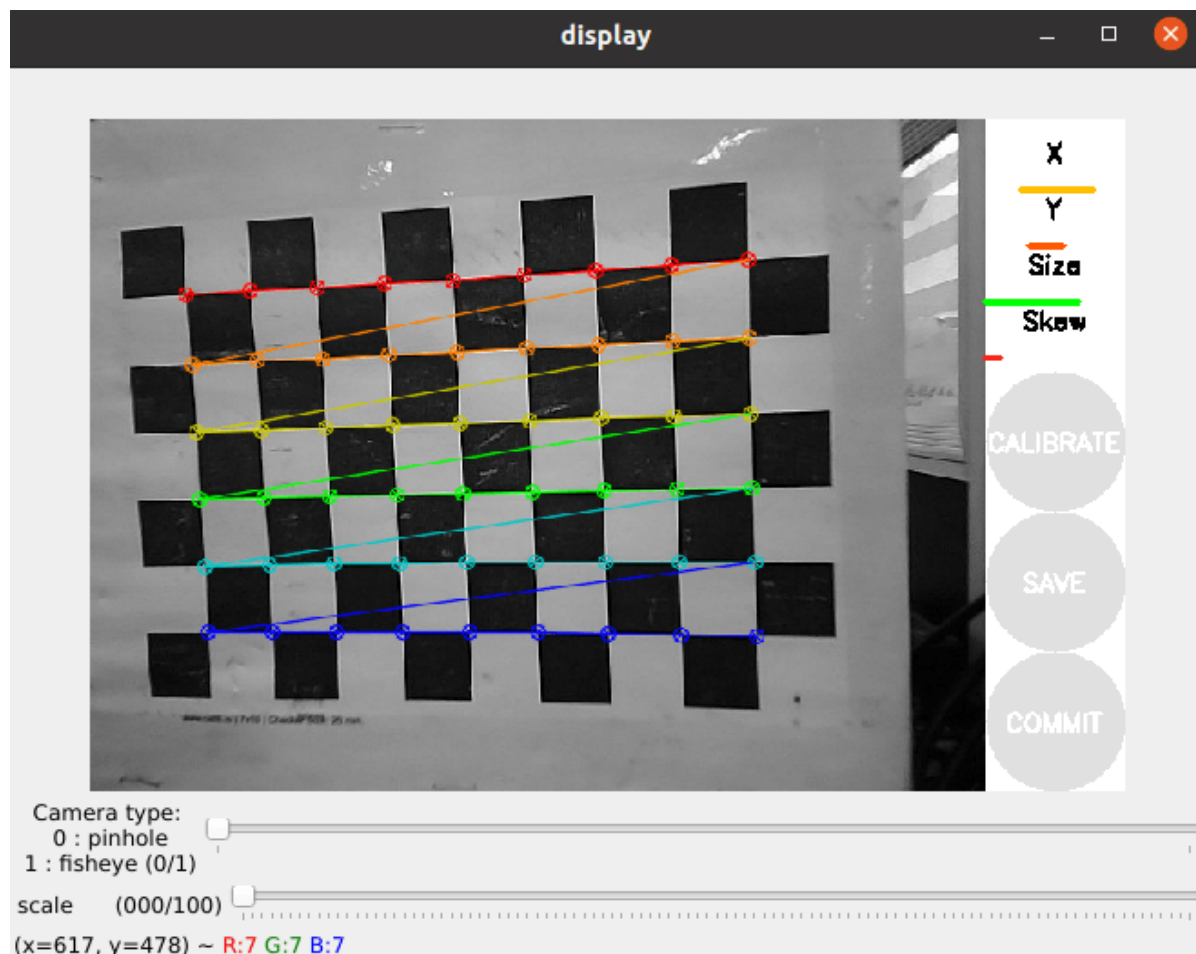 display
X
Y
Size
Skew
CALIBRATE
SAVE
COMMIT
Camera type:
0 : pinhole
1 : fisheye (0/1)
scale (000/100)
(x=617, y=478) ~ R:7 G:7 B:7